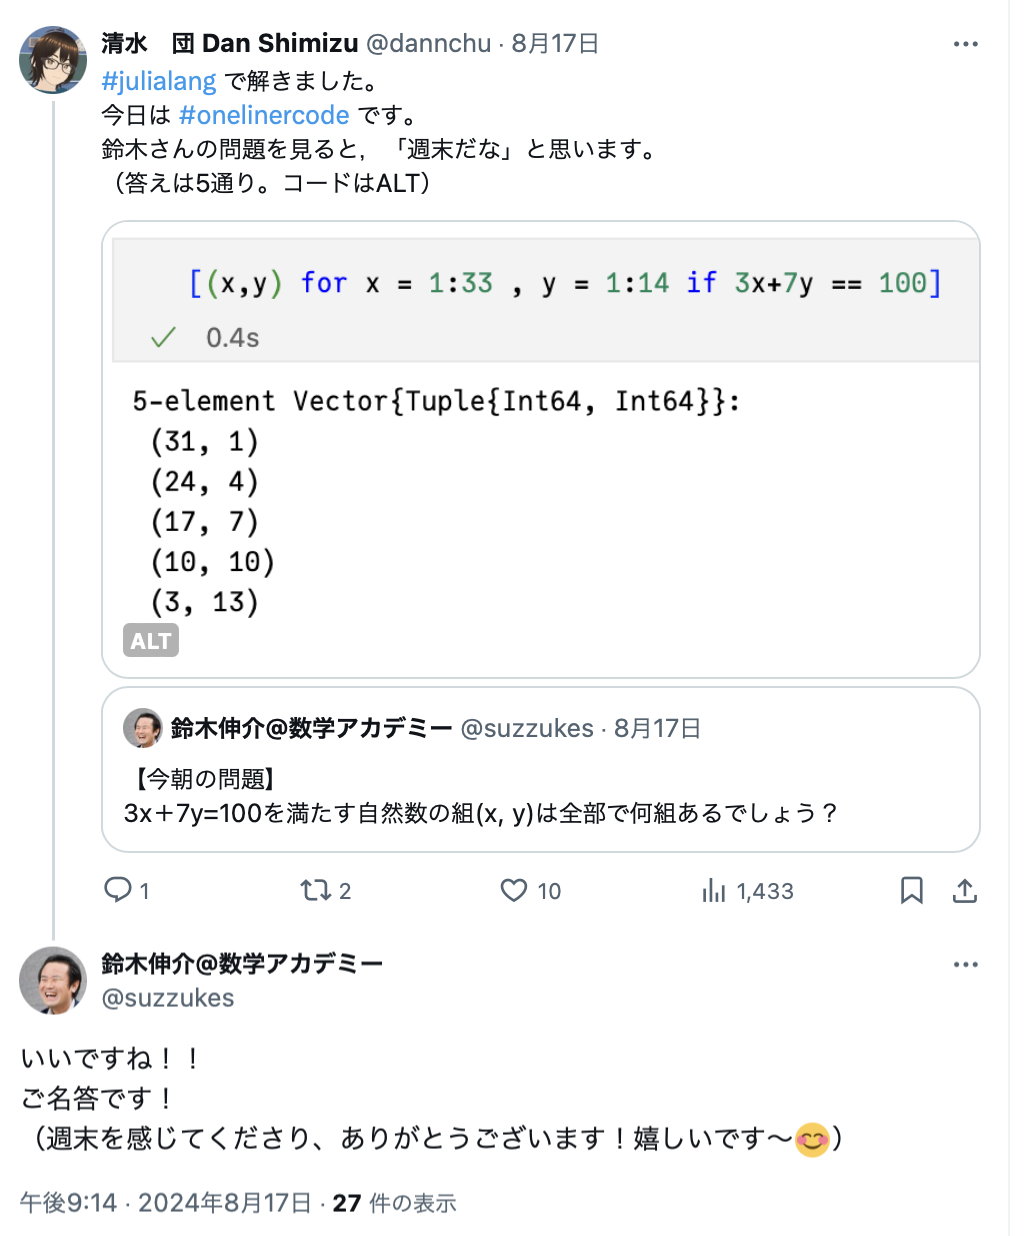 清水　団 Dan Shimizu @dannchu · 8月17日
#julialang で解きました。
今日は #onelinercode です。
鈴木さんの問題を見ると，「週末だな」と思います。
（答えは5通り。コードはALT）
[(x,y) for x = 1:33 , y = 1:14 if 3x+7y == 100]
✓ 0.4s
5-element Vector{Tuple{Int64, Int64}}:
(31, 1)
(24, 4)
(17, 7)
(10, 10)
(3, 13)
ALT
鈴木伸介@数学アカデミー @suzzukes · 8月17日
【今朝の問題】
3x＋7y=100を満たす自然数の組(x, y)は全部で何組あるでしょう？
1 2 10 1,433
鈴木伸介@数学アカデミー
@suzzukes
いいですね！！
ご名答です！
（週末を感じてくださり、ありがとうございます！嬉しいです〜😊）
午後9:14 · 2024年8月17日 · 27 件の表示